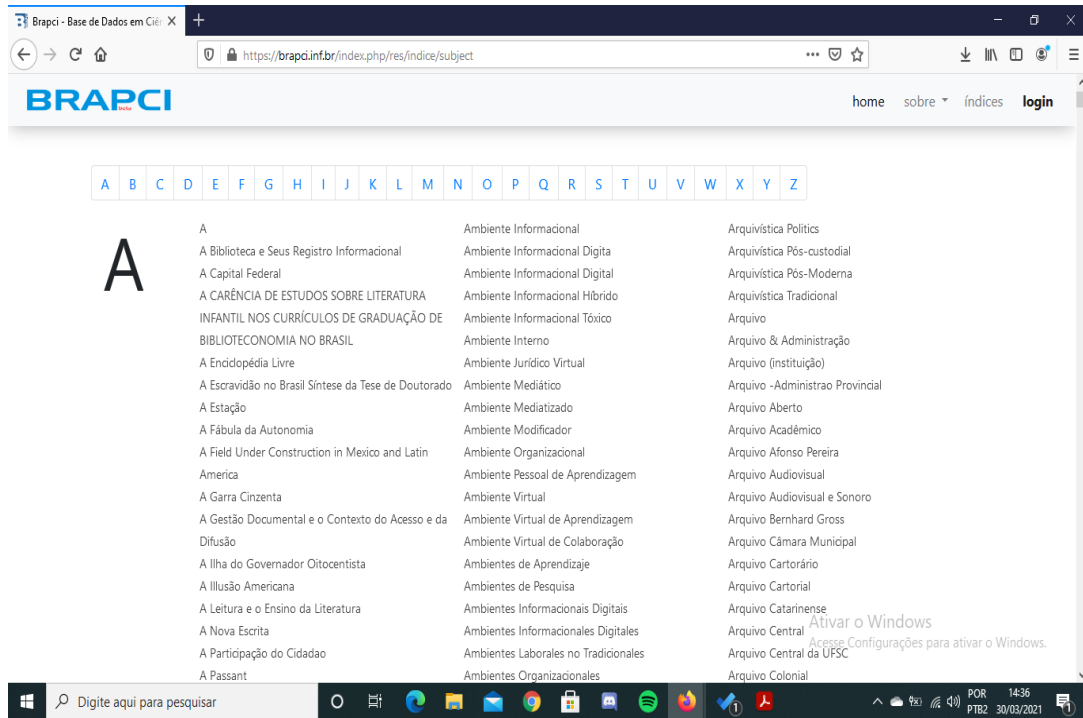 Brapci - Base de Dados em Ciên
https://brapci.inf.br/index.php/res/indice/subject
BRAPCI
beta
home sobre índices login
A B C D E F G H I J K L M N O P Q R S T U V W X Y Z
A
A
A Biblioteca e Seus Registro Informacional
A Capital Federal
A CARÊNCIA DE ESTUDOS SOBRE LITERATURA
INFANTIL NOS CURRÍCULOS DE GRADUAÇÃO DE
BIBLIOTECONOMIA NO BRASIL
A Enciclopédia Livre
A Escravidão no Brasil Síntese da Tese de Doutorado
A Estação
A Fábula da Autonomia
A Field Under Construction in Mexico and Latin
America
A Garra Cinzenta
A Gestão Documental e o Contexto do Acesso e da
Difusão
A Ilha do Governador Oitocentista
A Illusão Americana
A Leitura e o Ensino da Literatura
A Nova Escrita
A Participação do Cidadao
A Passant
Ambiente Informacional
Ambiente Informacional Digita
Ambiente Informacional Digital
Ambiente Informacional Híbrido
Ambiente Informacional Tóxico
Ambiente Interno
Ambiente Jurídico Virtual
Ambiente Mediático
Ambiente Mediatizado
Ambiente Modificador
Ambiente Organizacional
Ambiente Pessoal de Aprendizagem
Ambiente Virtual
Ambiente Virtual de Aprendizagem
Ambiente Virtual de Colaboração
Ambientes de Aprendizaje
Ambientes de Pesquisa
Ambientes Informacionais Digitais
Ambientes Informacionales Digitales
Ambientes Laborales no Tradicionales
Ambientes Organizacionales
Arquivística Politics
Arquivística Pós-custodial
Arquivística Pós-Moderna
Arquivística Tradicional
Arquivo
Arquivo & Administração
Arquivo (instituição)
Arquivo -Administrao Provincial
Arquivo Aberto
Arquivo Acadêmico
Arquivo Afonso Pereira
Arquivo Audiovisual
Arquivo Audiovisual e Sonoro
Arquivo Bernhard Gross
Arquivo Câmara Municipal
Arquivo Cartorário
Arquivo Cartorial
Arquivo Catarinense
Arquivo Central
Arquivo Central da UFSC
Arquivo Colonial
Ativar o Windows
Acesse Configurações para ativar o Windows.
Digite aqui para pesquisar
POR
PTB2
14:36
30/03/2021